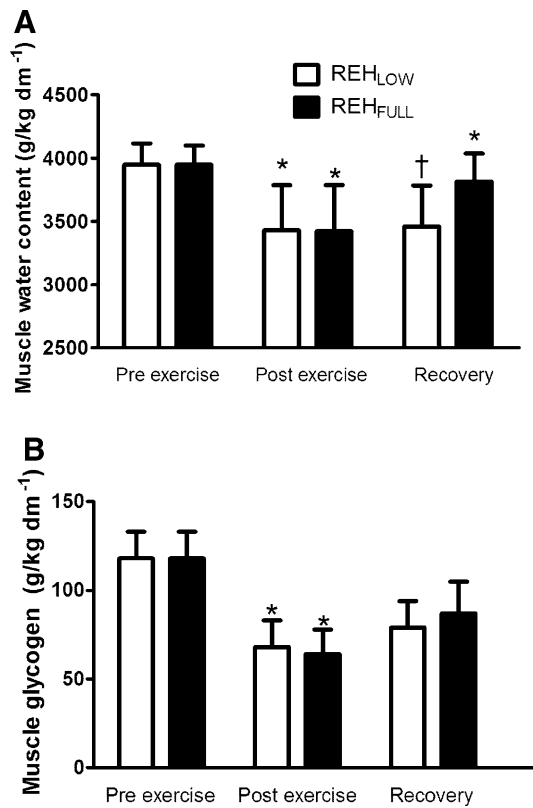 A
REHLOW
REHFULL
Muscle water content (g/kg dm⁻¹)
4500
4000
3500
3000
2500
* * † *
Pre exercise Post exercise Recovery
B
Muscle glycogen (g/kg dm⁻¹)
150
100
50
0
* *
Pre exercise Post exercise Recovery